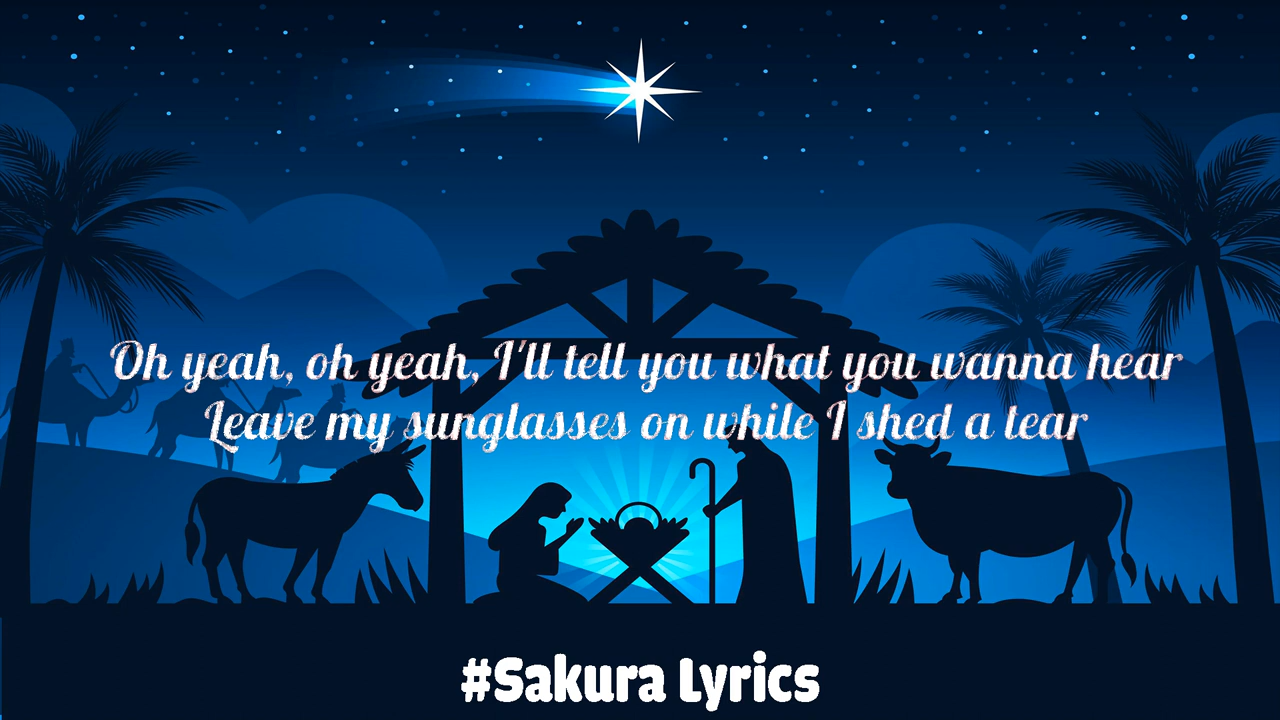 Oh yeah, oh yeah, I'll tell you what you wanna hear
Leave my sunglasses on while I shed a tear
#Sakura Lyrics